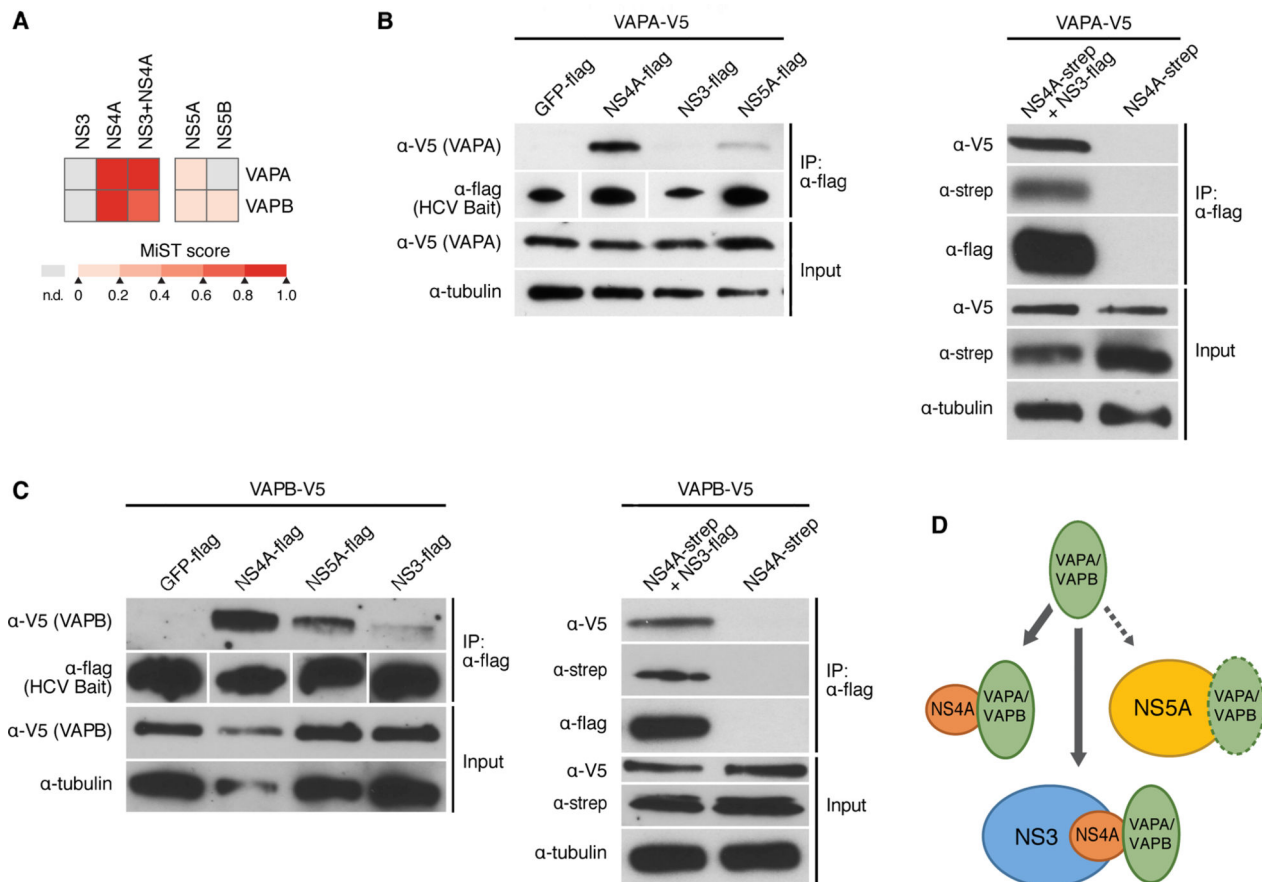 A
NS3
NS4A
NS3+NS4A
NS5A
NS5B
VAPA
VAPB
MiST score
n.d.
0
0.2
0.4
0.6
0.8
1.0
B
VAPA-V5
GFP-flag
NS4A-flag
NS3-flag
NS5A-flag
α-V5 (VAPA)
α-flag
(HCV Bait)
α-V5 (VAPA)
α-tubulin
IP:
α-flag
Input
VAPA-V5
NS4A-strep
+ NS3-flag
NS4A-strep
α-V5
α-strep
α-flag
α-V5
α-strep
α-tubulin
IP:
α-flag
Input
C
VAPB-V5
GFP-flag
NS4A-flag
NS5A-flag
NS3-flag
α-V5 (VAPB)
α-flag
(HCV Bait)
α-V5 (VAPB)
α-tubulin
IP:
α-flag
Input
VAPB-V5
NS4A-strep
+ NS3-flag
NS4A-strep
α-V5
α-strep
α-flag
α-V5
α-strep
α-tubulin
IP:
α-flag
Input
D
VAPA/
VAPB
NS4A
VAPA/
VAPB
NS5A
VAPA/
VAPB
NS3
NS4A
VAPA/
VAPB